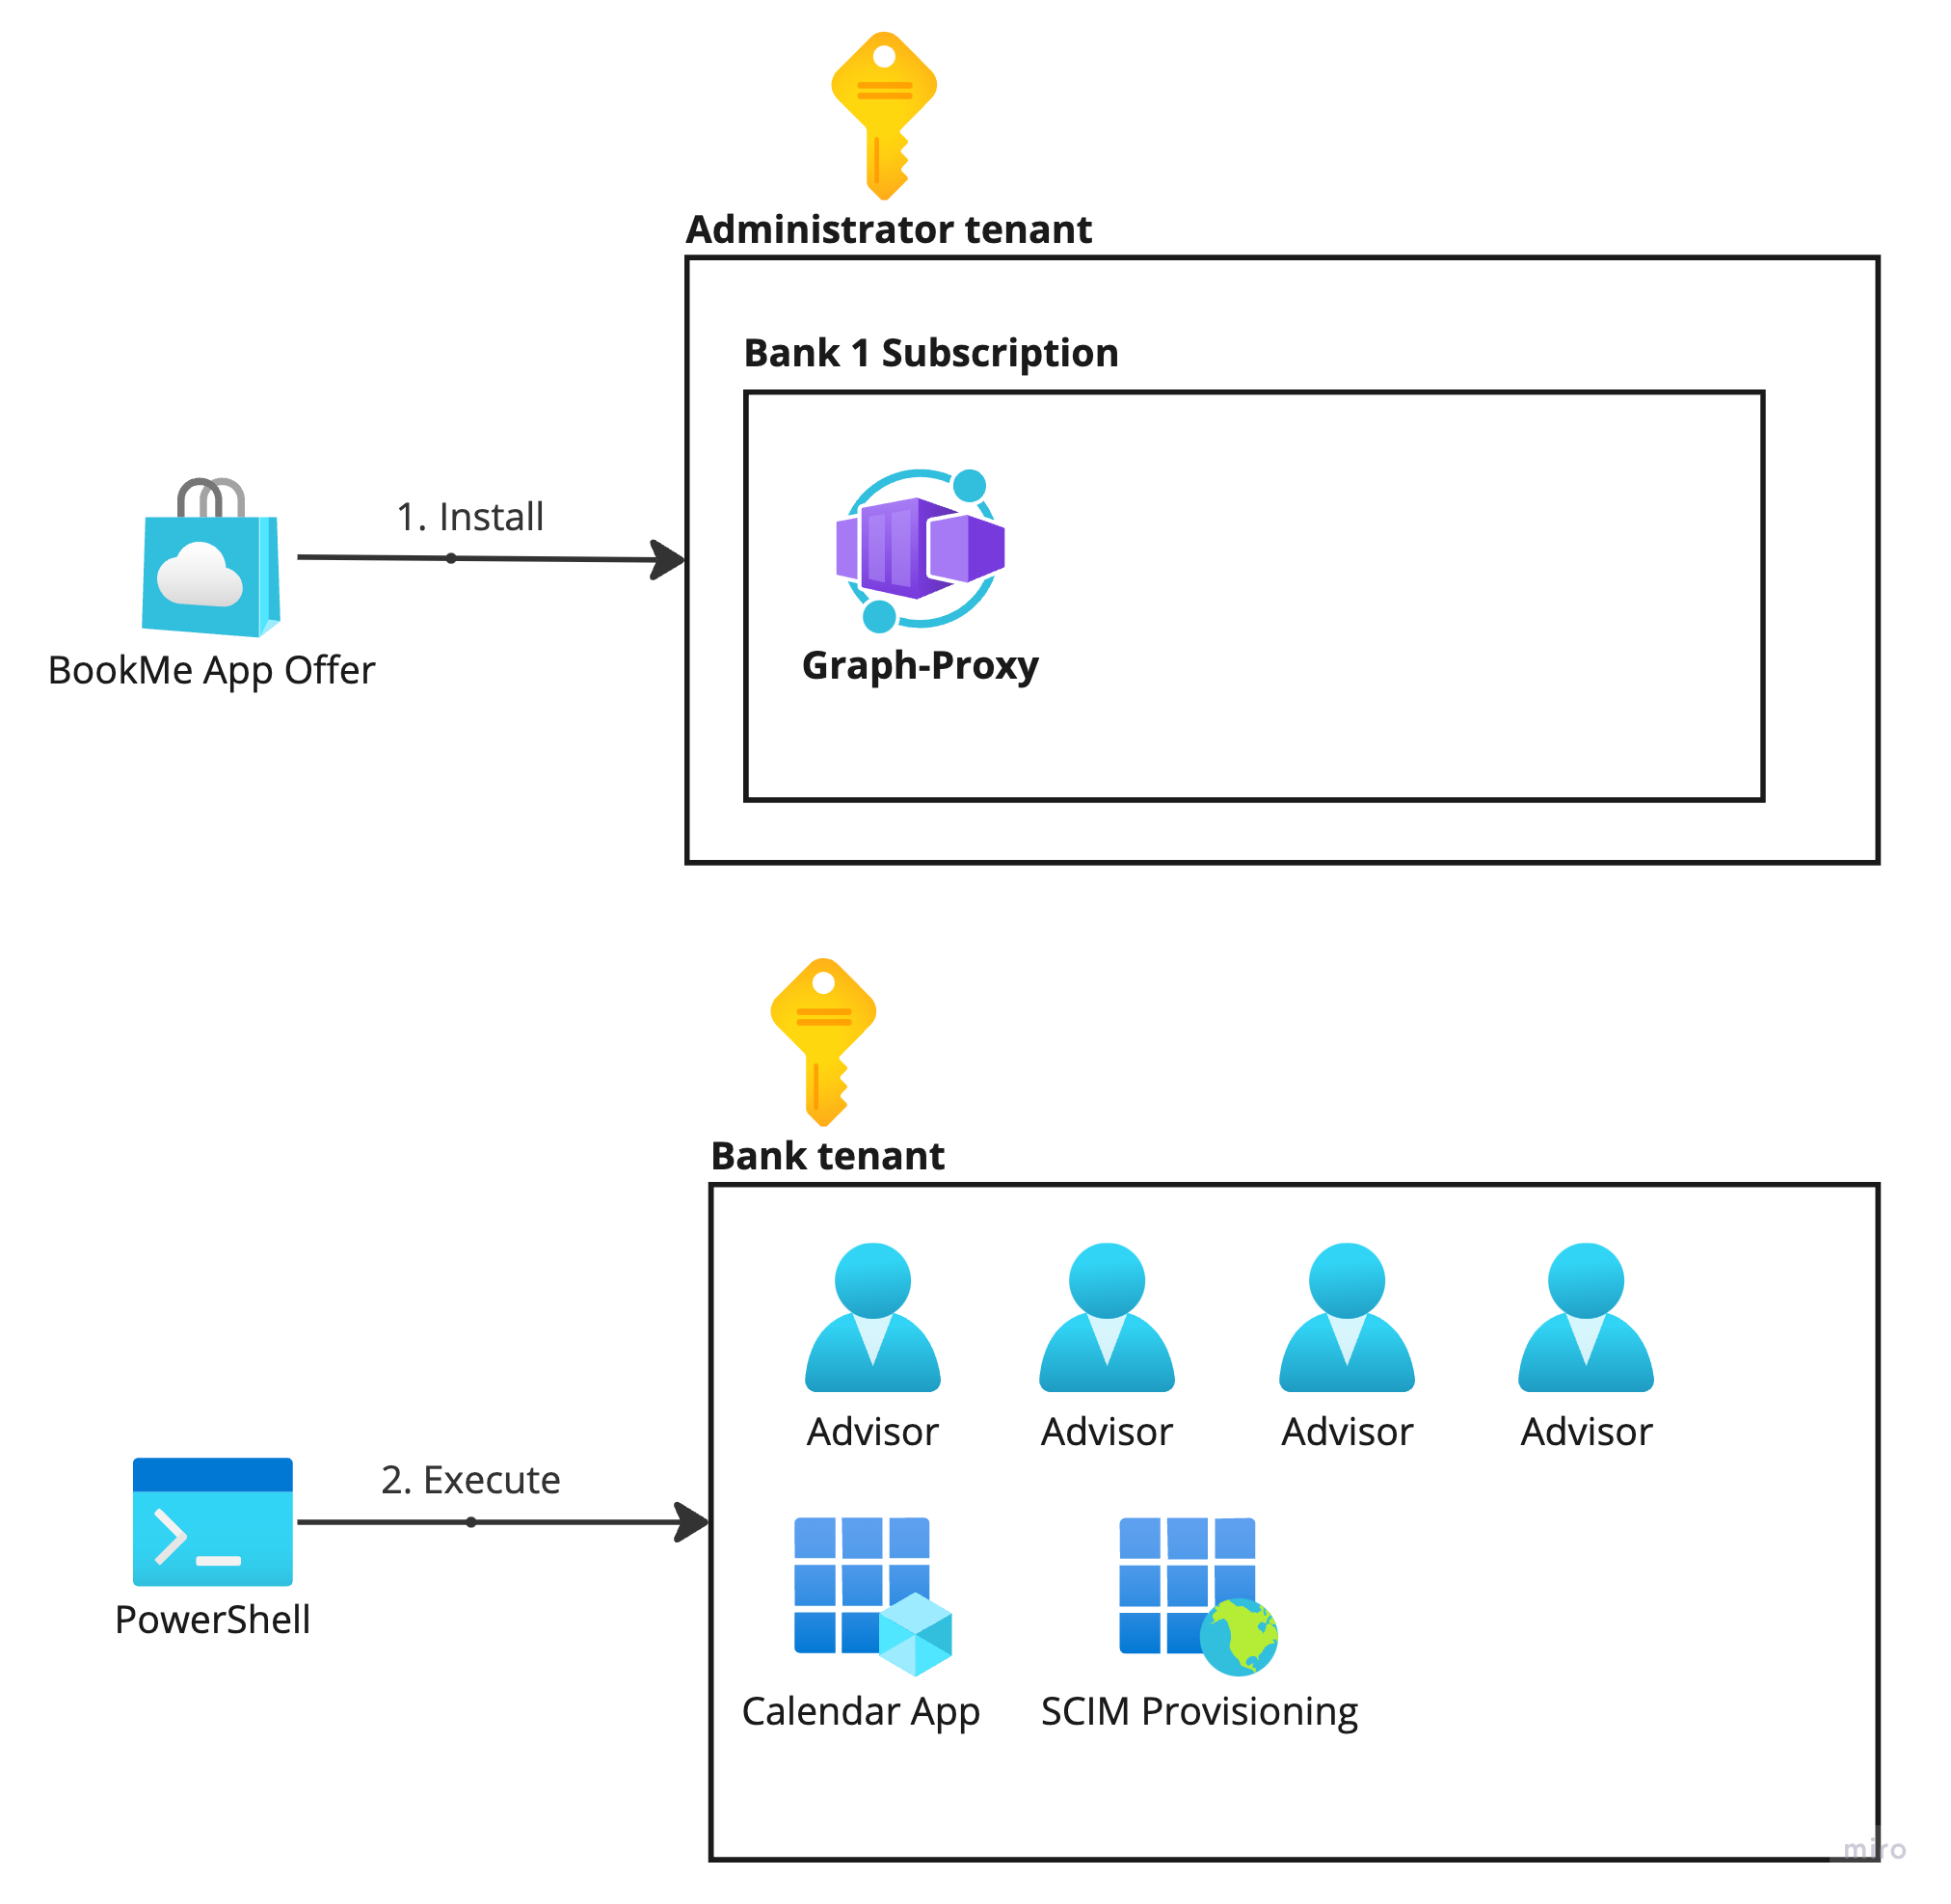 Administrator tenant
Bank 1 Subscription
1. Install
BookMe App Offer
Graph-Proxy
Bank tenant
Advisor
Advisor
Advisor
Advisor
2. Execute
PowerShell
Calendar App
SCIM Provisioning
miro